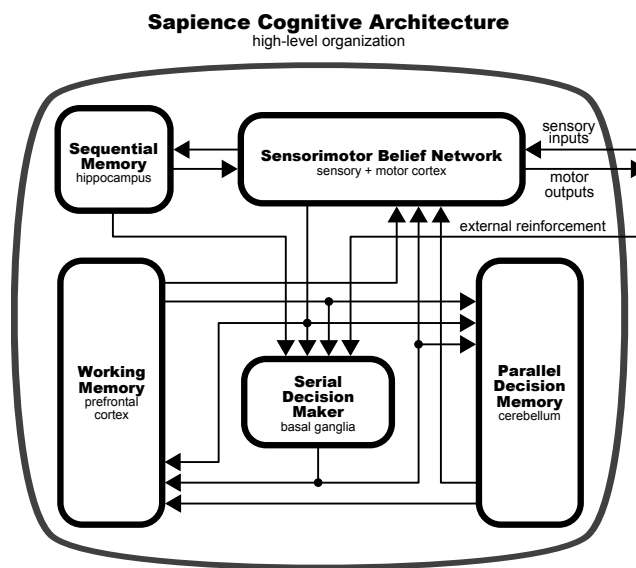 Sapience Cognitive Architecture
high-level organization
Sequential
Memory
hippocampus
Sensorimotor Belief Network
sensory + motor cortex
sensory
inputs
motor
outputs
external reinforcement
Working
Memory
prefrontal
cortex
Serial
Decision
Maker
basal ganglia
Parallel
Decision
Memory
cerebellum